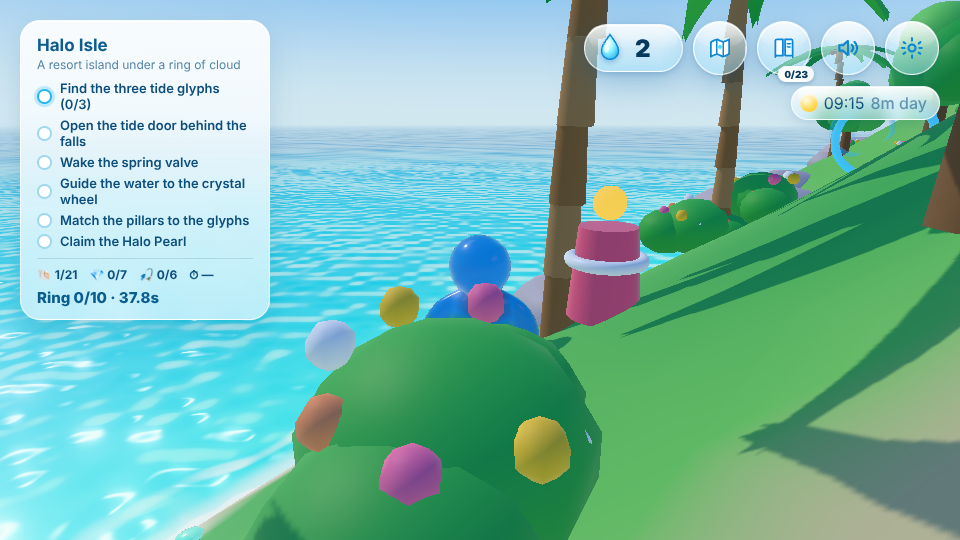 Halo Isle
A resort island under a ring of cloud
Find the three tide glyphs
(0/3)
Open the tide door behind the
falls
Wake the spring valve
Guide the water to the crystal
wheel
Match the pillars to the glyphs
Claim the Halo Pearl
1/21 0/7 0/6 —
Ring 0/10 · 37.8s
2
0/23
09:15 8m day